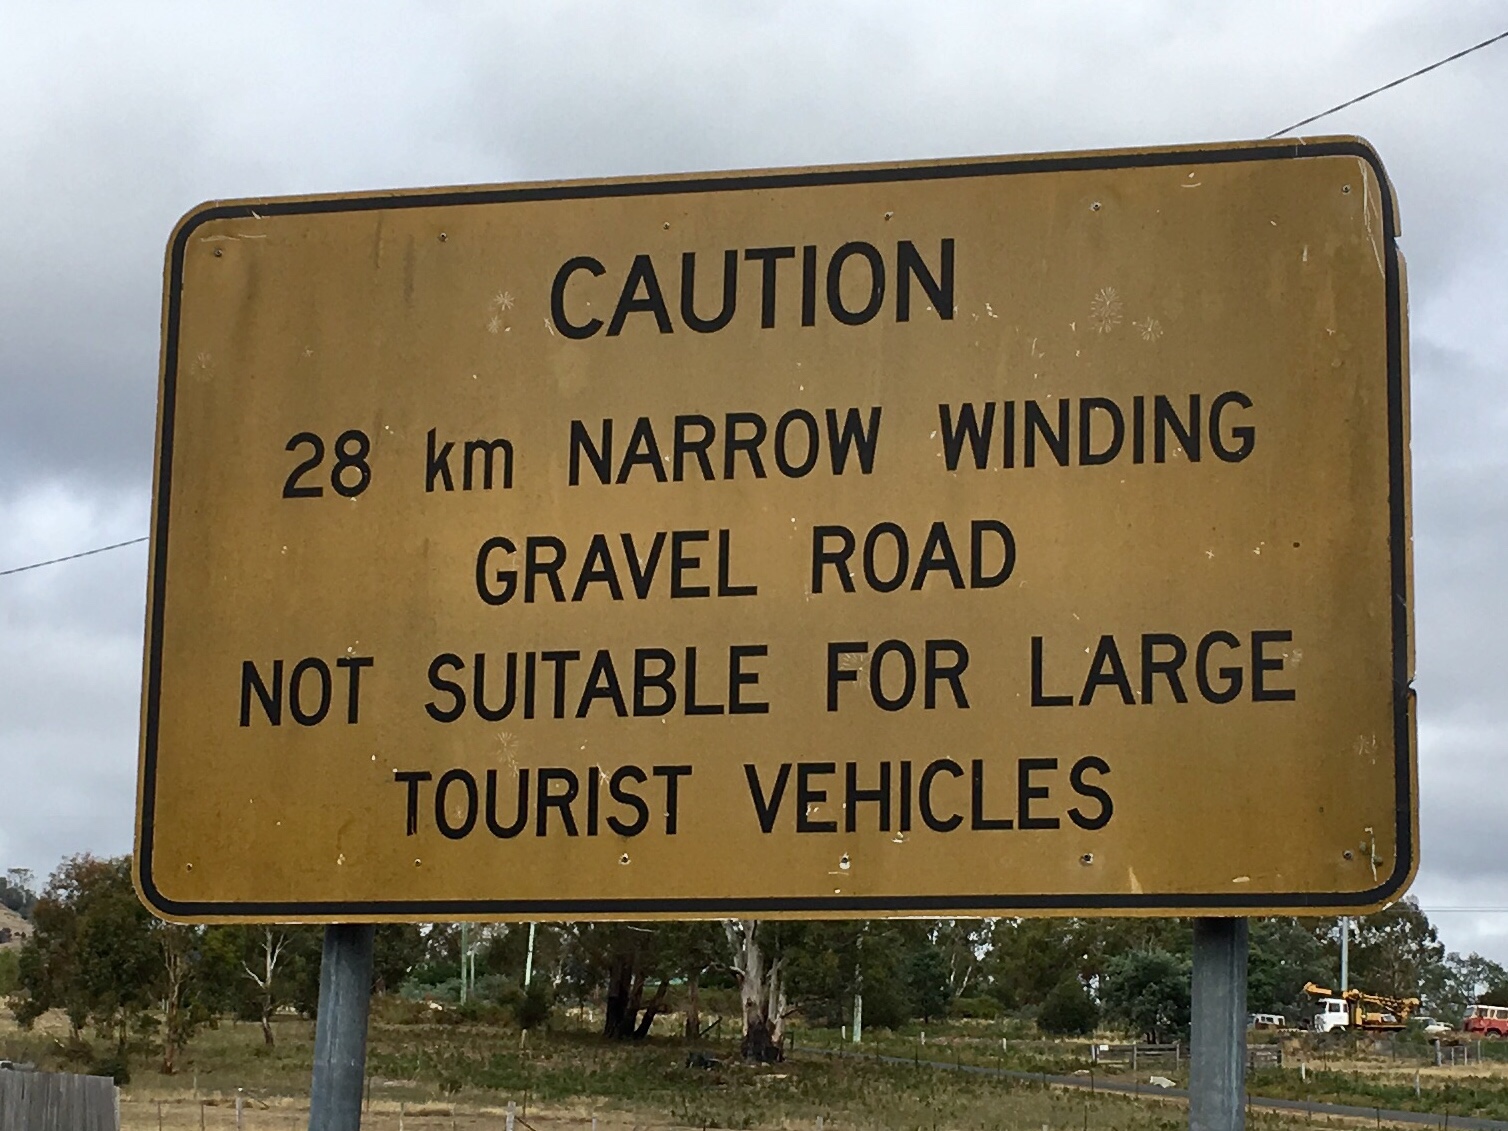 CAUTION
28 km NARROW WINDING
GRAVEL ROAD
NOT SUITABLE FOR LARGE
TOURIST VEHICLES